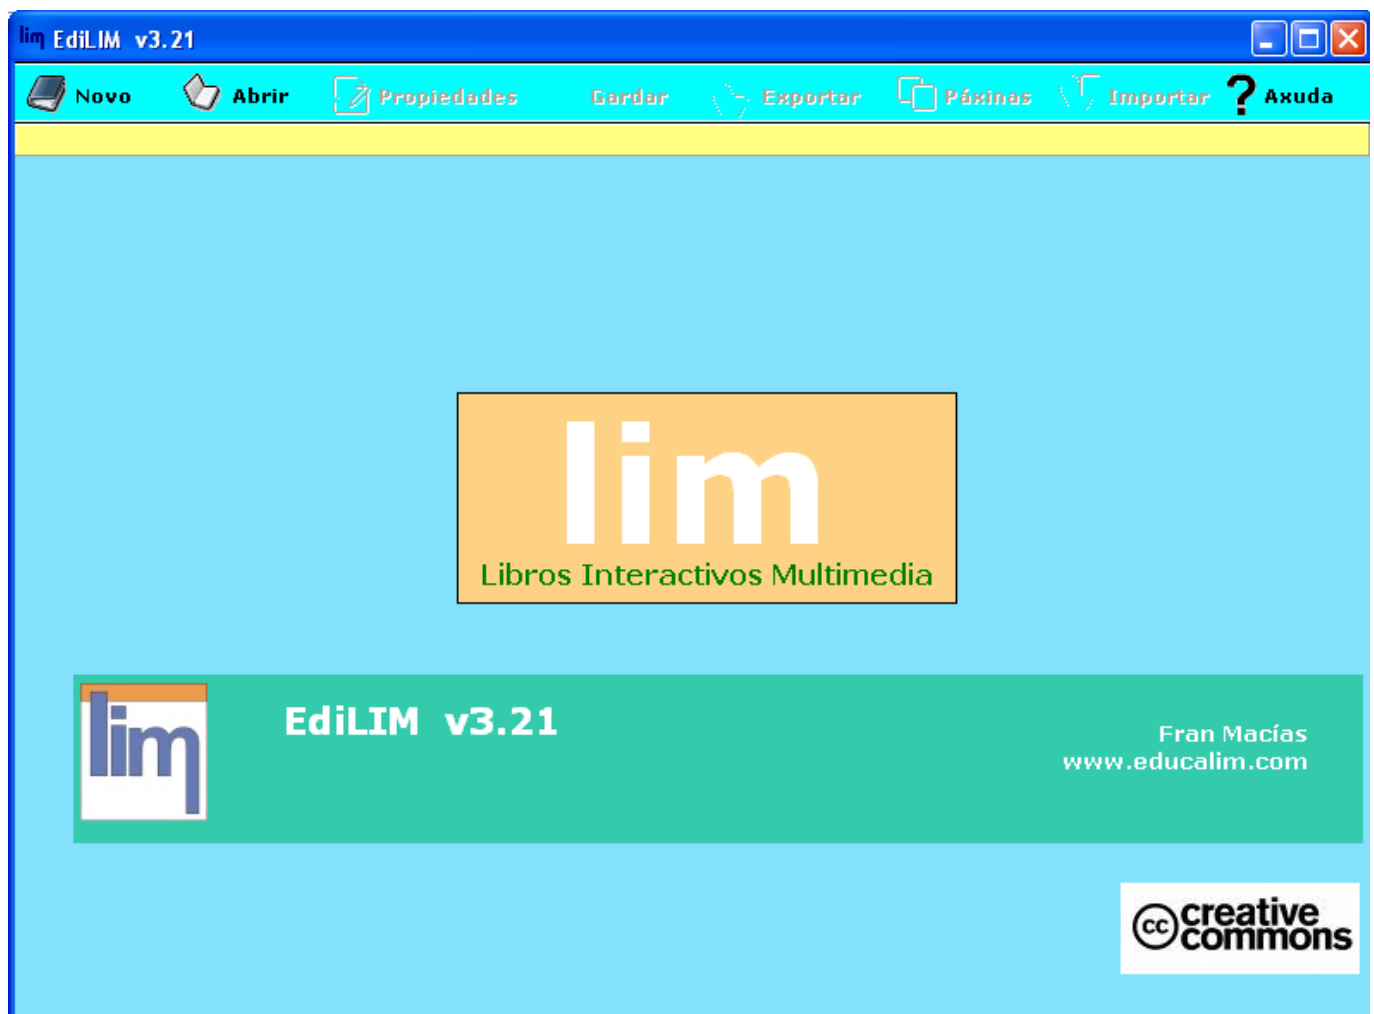 lim EdiLIM v3.21
Novo Abrir Propiedades Gardar Exportar Páxinas Importar ? Axuda
lim
Libros Interactivos Multimedia
lim
EdiLIM v3.21
Fran Macías
www.educalim.com
cc creative
commons